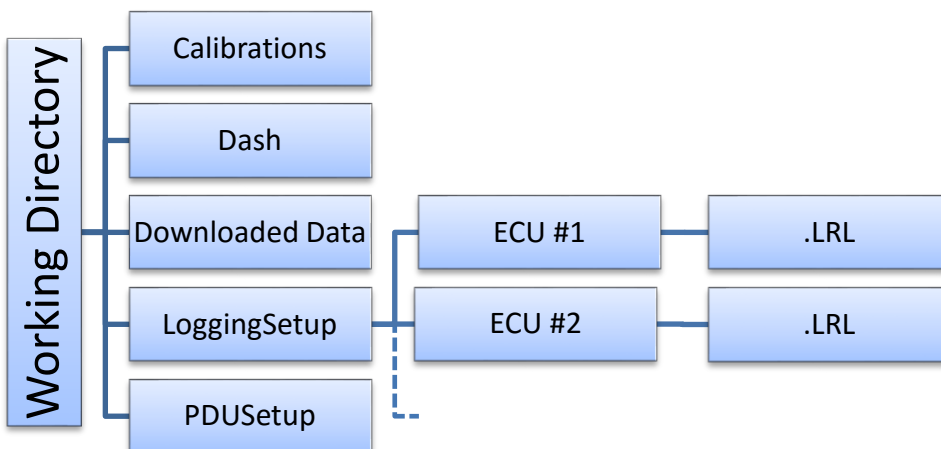 Working Directory
Calibrations
Dash
Downloaded Data
LoggingSetup
PDUSetup
ECU #1
.LRL
ECU #2
.LRL